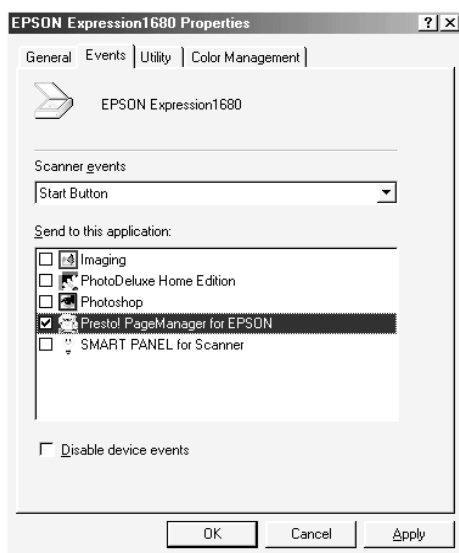 EPSON Expression1680 Properties
General Events Utility Color Management
EPSON Expression1680
Scanner events
Start Button
Send to this application:
Imaging
PhotoDeluxe Home Edition
Photoshop
Presto! PageManager for EPSON
SMART PANEL for Scanner
Disable device events
OK Cancel Apply